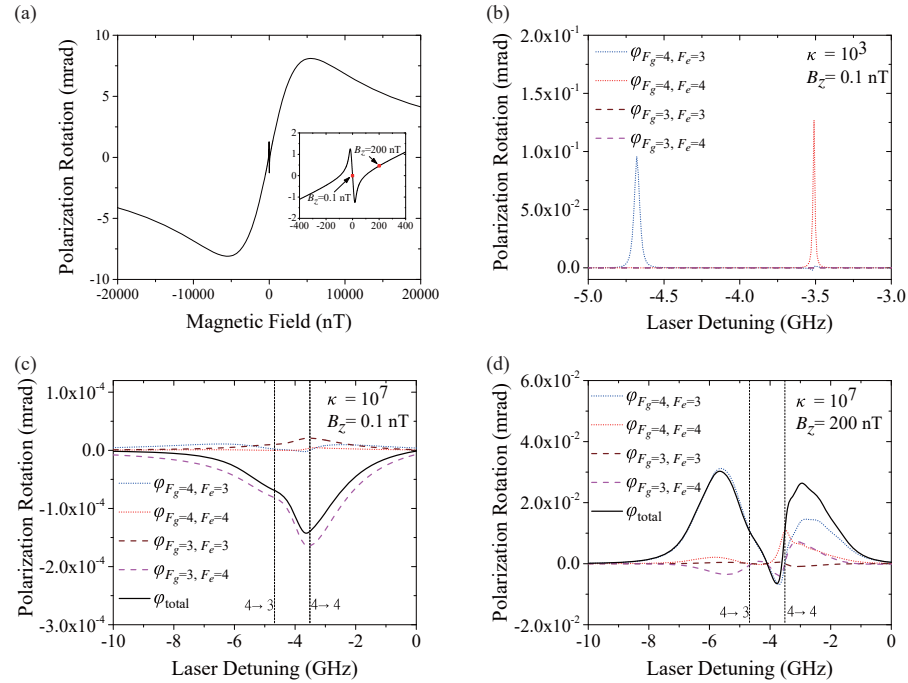 (a)
Polarization Rotation (mrad)
10
5
0
-5
-10
-20000
-10000
0
10000
20000
Magnetic Field (nT)
2
1
0
-1
-2
-400
-200
0
200
400
B_z=200 nT
B_z=0.1 nT
(b)
Polarization Rotation (mrad)
2.0x10⁻¹
1.5x10⁻¹
1.0x10⁻¹
5.0x10⁻²
0.0
-5.0
-4.5
-4.0
-3.5
-3.0
Laser Detuning (GHz)
φ_{F_g=4, F_e=3}
φ_{F_g=4, F_e=4}
φ_{F_g=3, F_e=3}
φ_{F_g=3, F_e=4}
κ = 10³
B_z= 0.1 nT
(c)
Polarization Rotation (mrad)
1.0x10⁻⁴
0.0
-1.0x10⁻⁴
-2.0x10⁻⁴
-3.0x10⁻⁴
-10
-8
-6
-4
-2
0
Laser Detuning (GHz)
κ = 10⁷
B_z= 0.1 nT
φ_{F_g=4, F_e=3}
φ_{F_g=4, F_e=4}
φ_{F_g=3, F_e=3}
φ_{F_g=3, F_e=4}
φ_total
4→3
4→4
(d)
Polarization Rotation (mrad)
6.0x10⁻²
4.0x10⁻²
2.0x10⁻²
0.0
-2.0x10⁻²
-10
-8
-6
-4
-2
0
Laser Detuning (GHz)
φ_{F_g=4, F_e=3}
φ_{F_g=4, F_e=4}
φ_{F_g=3, F_e=3}
φ_{F_g=3, F_e=4}
φ_total
κ = 10⁷
B_z= 200 nT
4→3
4→4